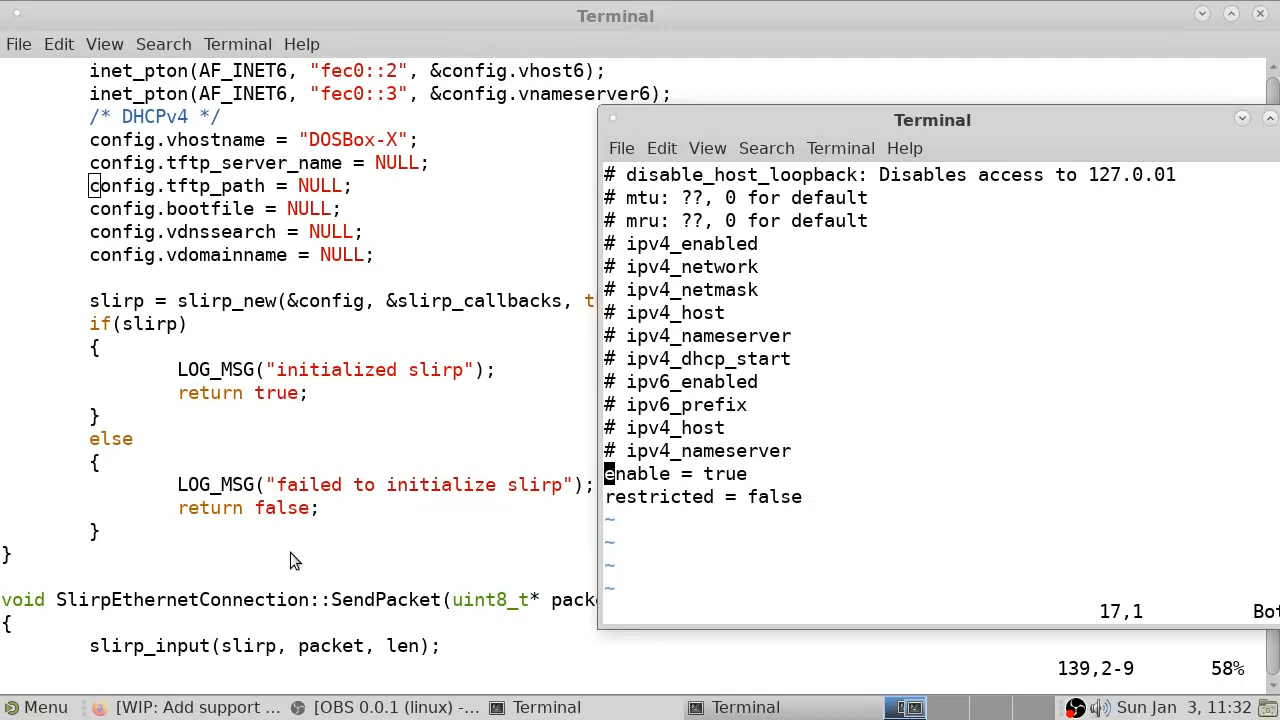 Terminal
File Edit View Search Terminal Help
inet_pton(AF_INET6, "fec0::2", &config.vhost6);
inet_pton(AF_INET6, "fec0::3", &config.vnameserver6);
/* DHCPv4 */
config.vhostname = "DOSBox-X";
config.tftp_server_name = NULL;
config.tftp_path = NULL;
config.bootfile = NULL;
config.vdnssearch = NULL;
config.vdomainname = NULL;
slirp = slirp_new(&config, &slirp_callbacks, t
if(slirp)
{
LOG_MSG("initialized slirp");
return true;
}
else
{
LOG_MSG("failed to initialize slirp");
return false;
}
}
void SlirpEthernetConnection::SendPacket(uint8_t* packe
{
slirp_input(slirp, packet, len);
139,2-9 58%
Terminal
File Edit View Search Terminal Help
# disable_host_loopback: Disables access to 127.0.01
# mtu: ??, 0 for default
# mru: ??, 0 for default
# ipv4_enabled
# ipv4_network
# ipv4_netmask
# ipv4_host
# ipv4_nameserver
# ipv4_dhcp_start
# ipv6_enabled
# ipv6_prefix
# ipv4_host
# ipv4_nameserver
enable = true
restricted = false
~
~
~
~
17,1 Bot
Menu [WIP: Add support ... [OBS 0.0.1 (linux) -... Terminal Terminal Sun Jan 3, 11:32